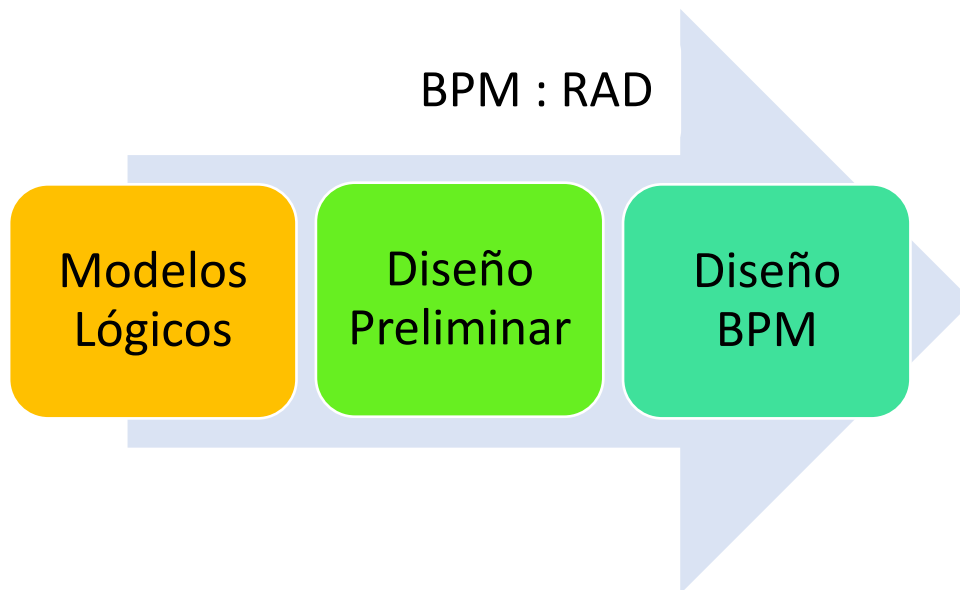 BPM : RAD
Modelos
Lógicos
Diseño
Preliminar
Diseño
BPM